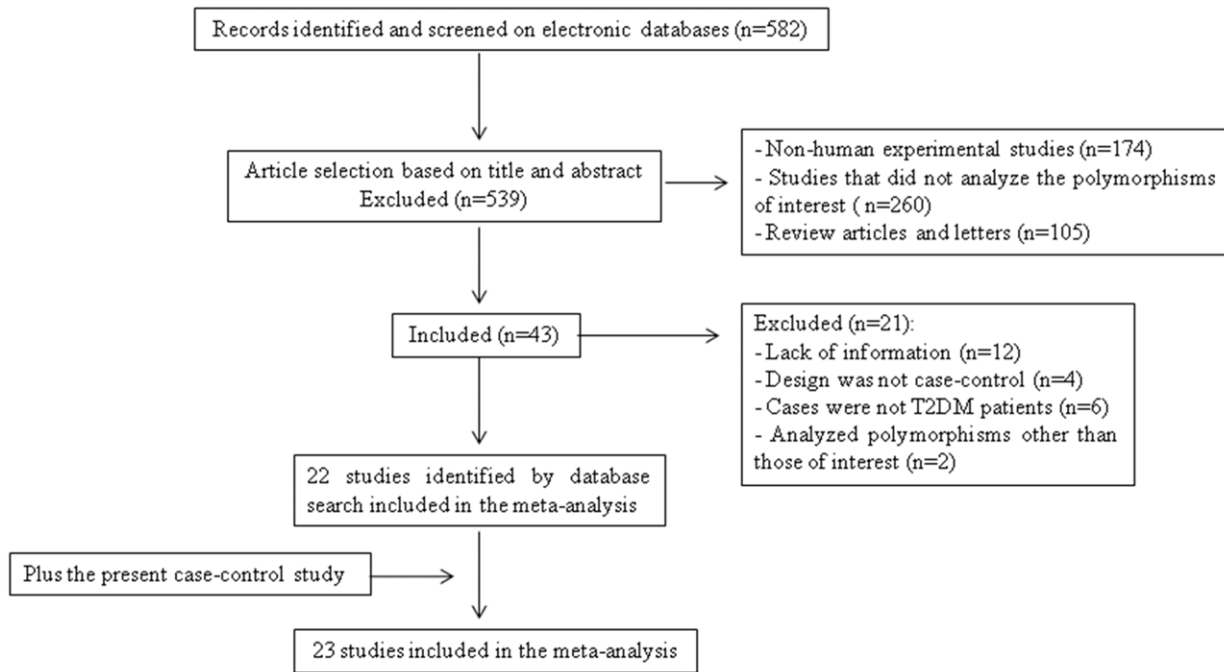 Records identified and screened on electronic databases (n=582)
Article selection based on title and abstract
Excluded (n=539)
- Non-human experimental studies (n=174)
- Studies that did not analyze the polymorphisms
of interest ( n=260)
- Review articles and letters (n=105)
Included (n=43)
Excluded (n=21):
- Lack of information (n=12)
- Design was not case-control (n=4)
- Cases were not T2DM patients (n=6)
- Analyzed polymorphisms other than
those of interest (n=2)
22 studies identified by database
search included in the meta-analysis
Plus the present case-control study
23 studies included in the meta-analysis